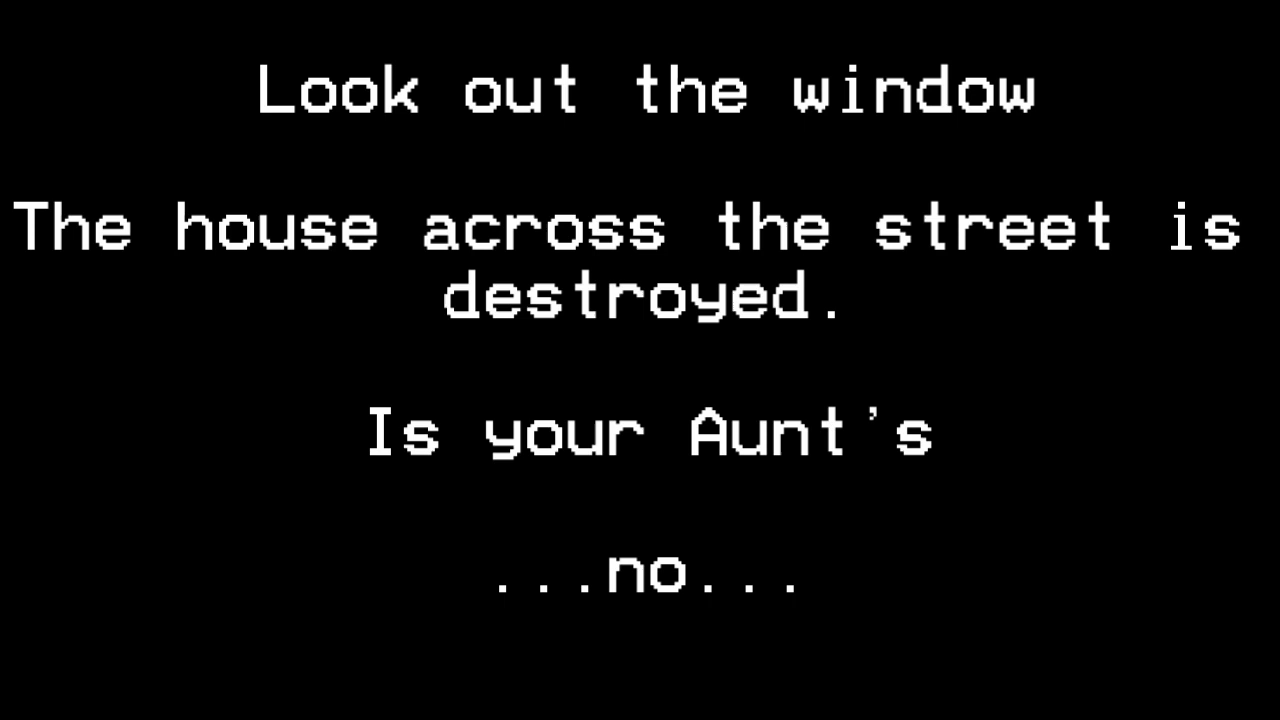 Look out the window
The house across the street is
destroyed.
Is your Aunt's
...no...